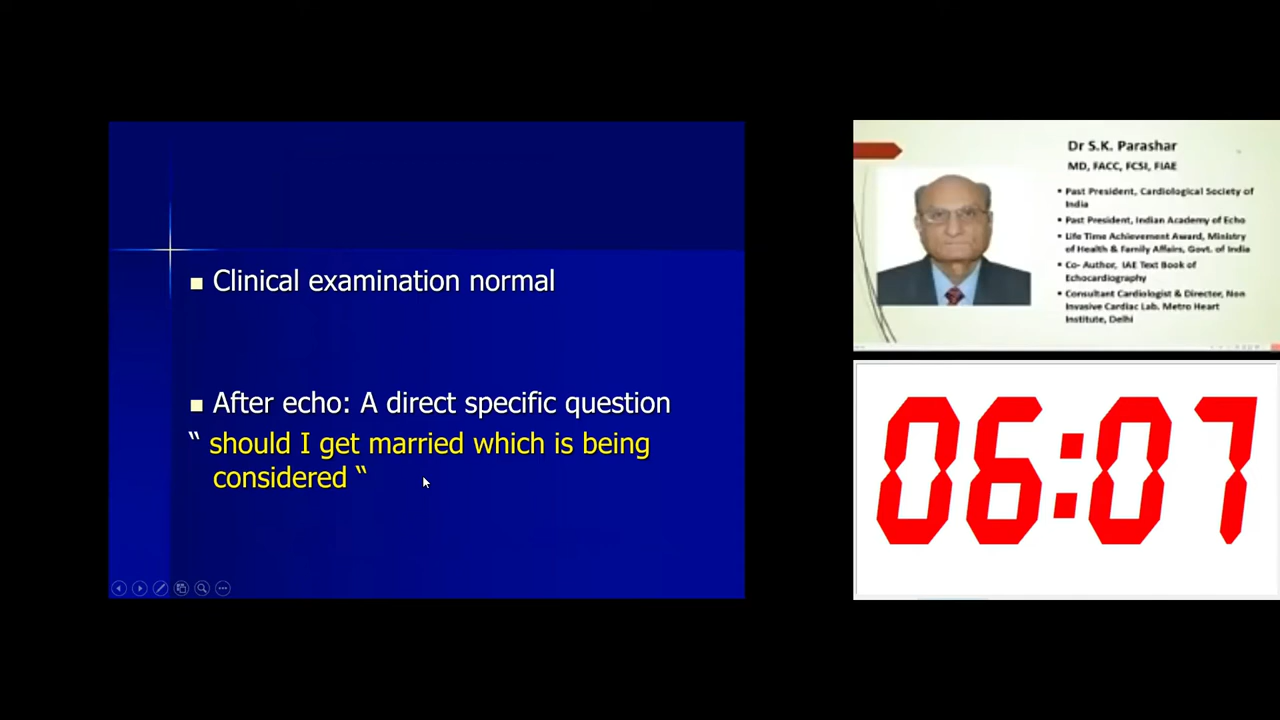 Clinical examination normal
After echo: A direct specific question
“ should I get married which is being
considered “
Dr S.K. Parashar
MD, FACC, FCSI, FIAE
Past President, Cardiological Society of
India
Past President, Indian Academy of Echo
Life Time Achievement Award, Ministry
of Health & Family Affairs, Govt. of India
Co- Author, IAE Text Book of
Echocardiography
Consultant Cardiologist & Director, Non
Invasive Cardiac Lab. Metro Heart
Institute, Delhi
06:07